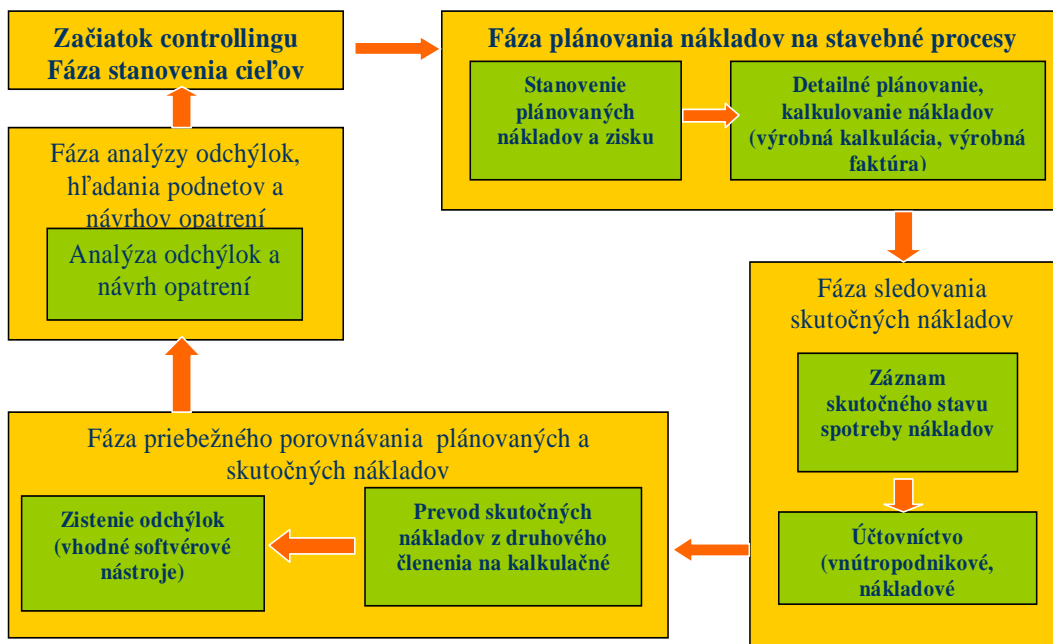 Začiatok controllingu
Fáza stanovenia cieľov
Fáza plánovania nákladov na stavebné procesy
Stanovenie
plánovaných
nákladov a zisku
Detailné plánovanie,
kalkulovanie nákladov
(výrobná kalkulácia, výrobná
faktúra)
Fáza sledovania
skutočných nákladov
Záznam
skutočného stavu
spotreby nákladov
Účtovníctvo
(vnútropodnikové,
nákladové
Fáza priebežného porovnávania  plánovaných a
skutočných nákladov
Prevod skutočných
nákladov z druhového
členenia na kalkulačné
Zistenie odchýlok
(vhodné softvérové
nástroje)
Fáza analýzy odchýlok,
hľadania podnetov a
návrhov opatrení
Analýza odchýlok a
návrh opatrení